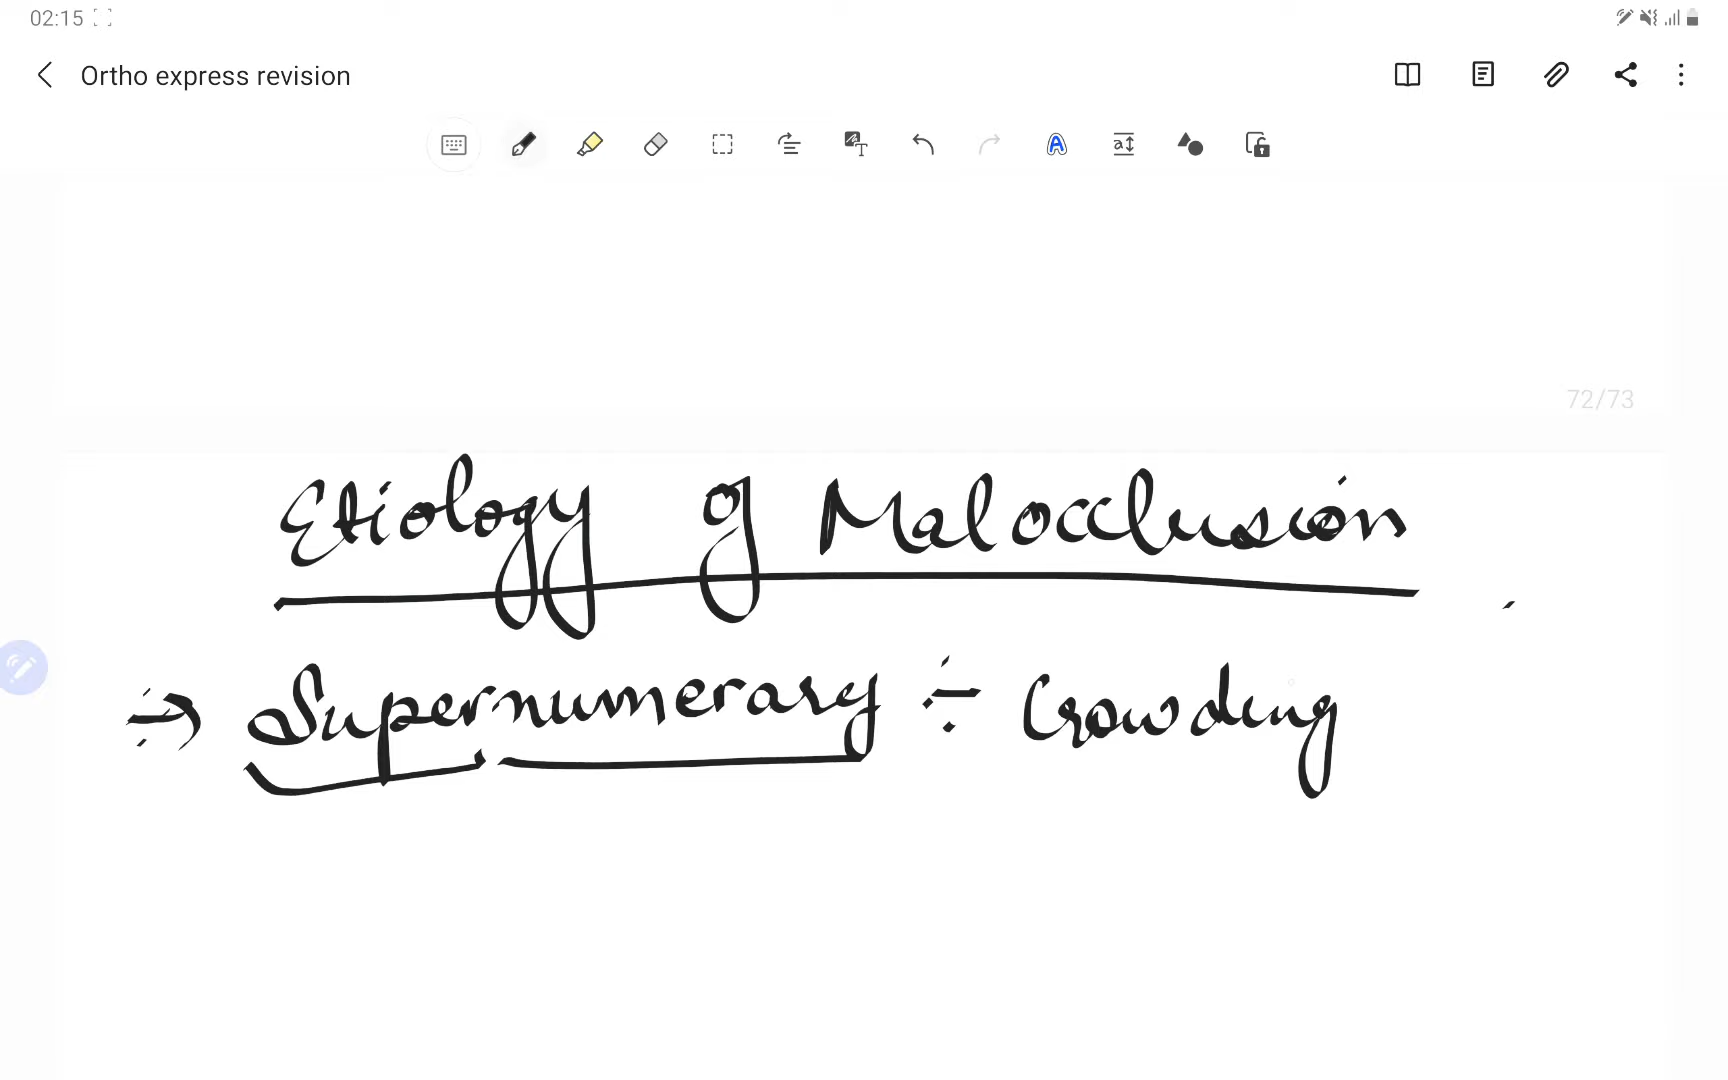 02:15
Ortho express revision
72/73
Etiology of Malocclusion
→ Supernumerary ÷ Crowding